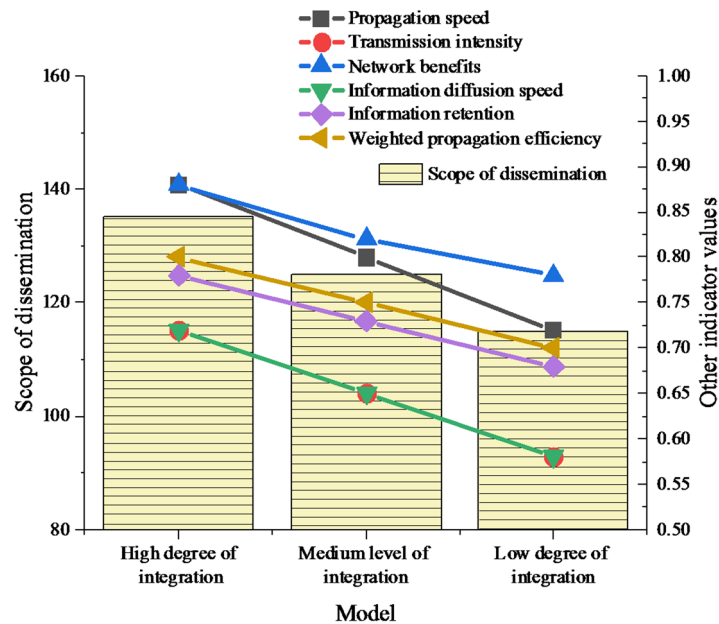 Propagation speed
Transmission intensity
Network benefits
Information diffusion speed
Information retention
Weighted propagation efficiency
Scope of dissemination
160
140
120
100
80
Scope of dissemination
1.00
0.95
0.90
0.85
0.80
0.75
0.70
0.65
0.60
0.55
0.50
Other indicator values
High degree of
integration
Medium level of
integration
Low degree of
integration
Model